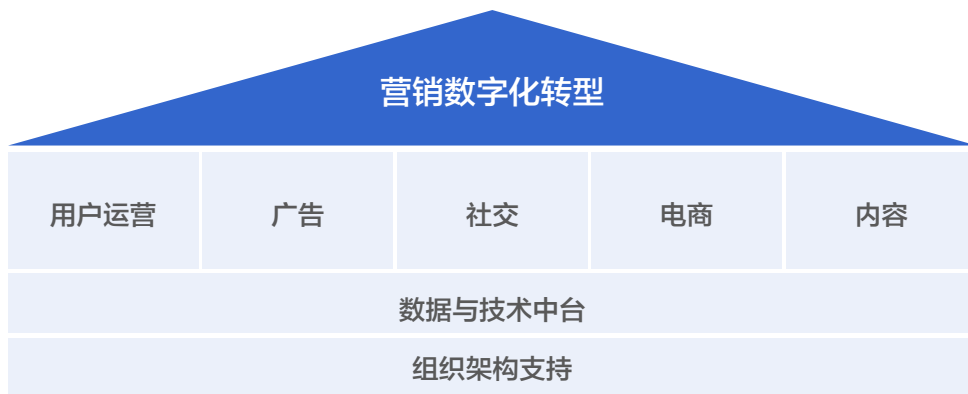 营销数字化转型
用户运营
广告
社交
电商
内容
数据与技术中台
组织架构支持